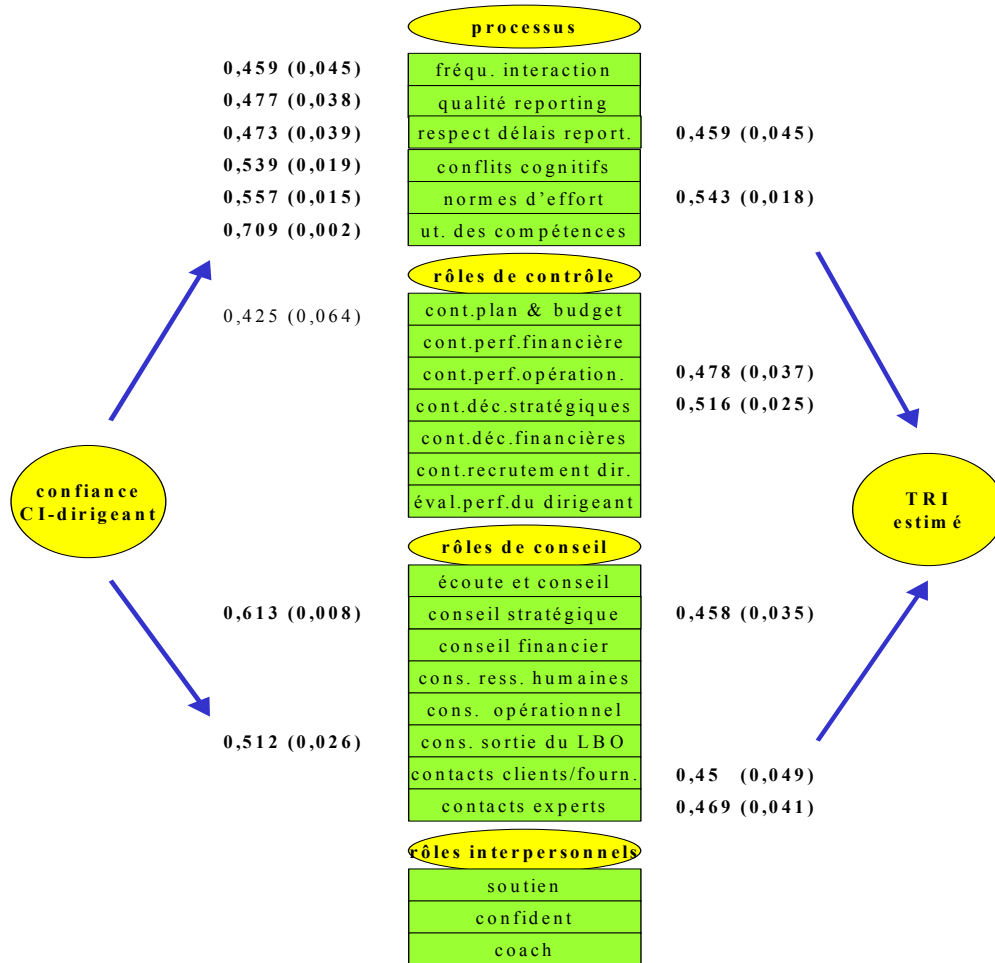 processus
0,459 (0,045) fréqu. interaction
0,477 (0,038) qualité reporting
0,473 (0,039) respect délais report. 0,459 (0,045)
0,539 (0,019) conflits cognitifs
0,557 (0,015) normes d'effort 0,543 (0,018)
0,709 (0,002) ut. des compétences
rôles de contrôle
0,425 (0,064) cont.plan & budget
cont.perf.financière
cont.perf.opération. 0,478 (0,037)
cont.déc.stratégiques 0,516 (0,025)
cont.déc.financières
cont.recrutement dir.
éval.perf.du dirigeant
confiance
CI-dirigeant
TRI
estimé
rôles de conseil
écoute et conseil
0,613 (0,008) conseil stratégique 0,458 (0,035)
conseil financier
cons. ress. humaines
cons. opérationnel
0,512 (0,026) cons. sortie du LBO
contacts clients/fourn. 0,45 (0,049)
contacts experts 0,469 (0,041)
rôles interpersonnels
soutien
confident
coach